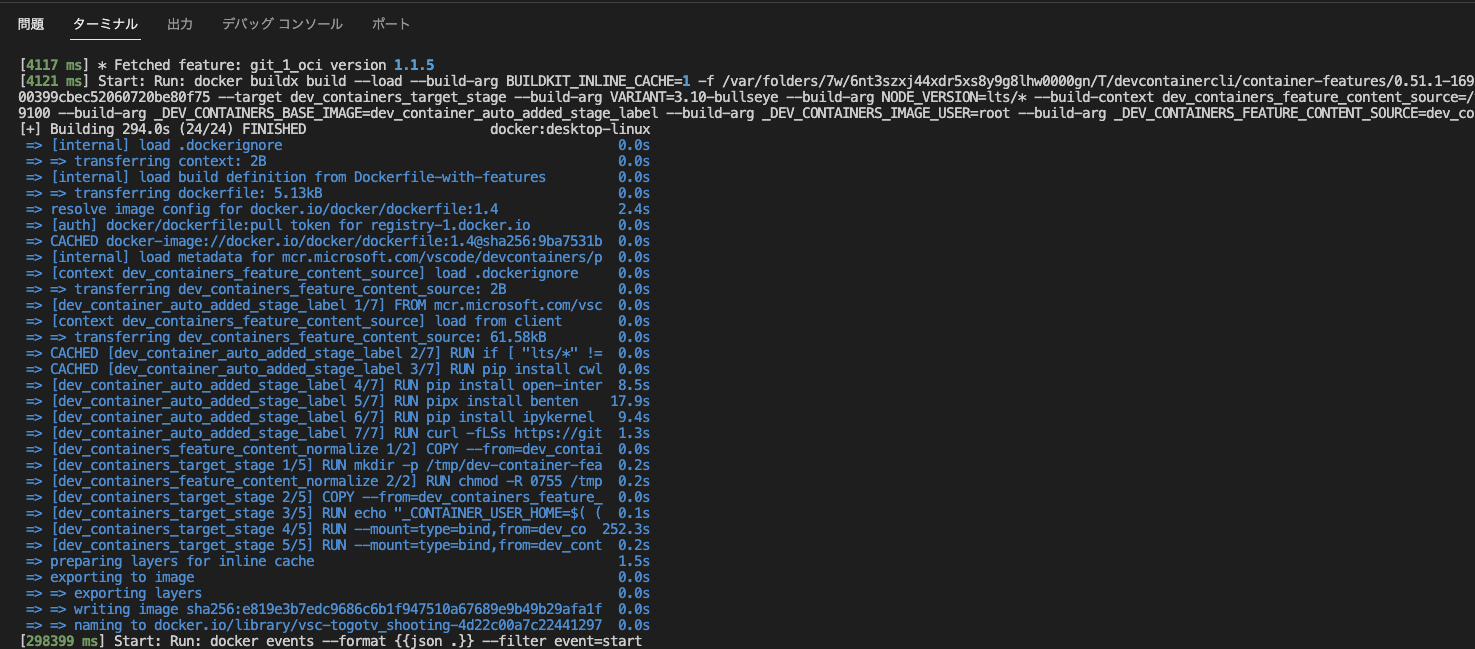 問題 ターミナル 出力 デバッグ コンソール ポート
[4117 ms] * Fetched feature: git_1_oci version 1.1.5
[4121 ms] Start: Run: docker buildx build --load --build-arg BUILDKIT_INLINE_CACHE=1 -f /var/folders/7w/6nt3szxj44xdr5xs8y9g8lhw0000gn/T/devcontainercli/container-features/0.51.1-169
00399cbec52060720be80f75 --target dev_containers_target_stage --build-arg VARIANT=3.10-bullseye --build-arg NODE_VERSION=lts/* --build-context dev_containers_feature_content_source=/
9100 --build-arg _DEV_CONTAINERS_BASE_IMAGE=dev_container_auto_added_stage_label --build-arg _DEV_CONTAINERS_IMAGE_USER=root --build-arg _DEV_CONTAINERS_FEATURE_CONTENT_SOURCE=dev_co
[+] Building 294.0s (24/24) FINISHED docker:desktop-linux
=> [internal] load .dockerignore 0.0s
=> => transferring context: 2B 0.0s
=> [internal] load build definition from Dockerfile-with-features 0.0s
=> => transferring dockerfile: 5.13kB 0.0s
=> resolve image config for docker.io/docker/dockerfile:1.4 2.4s
=> [auth] docker/dockerfile:pull token for registry-1.docker.io 0.0s
=> CACHED docker-image://docker.io/docker/dockerfile:1.4@sha256:9ba7531b 0.0s
=> [internal] load metadata for mcr.microsoft.com/vscode/devcontainers/p 0.0s
=> [context dev_containers_feature_content_source] load .dockerignore 0.0s
=> => transferring dev_containers_feature_content_source: 2B 0.0s
=> [dev_container_auto_added_stage_label 1/7] FROM mcr.microsoft.com/vsc 0.0s
=> [context dev_containers_feature_content_source] load from client 0.0s
=> => transferring dev_containers_feature_content_source: 61.58kB 0.0s
=> CACHED [dev_container_auto_added_stage_label 2/7] RUN if [ "lts/*" != 0.0s
=> CACHED [dev_container_auto_added_stage_label 3/7] RUN pip install cwl 0.0s
=> [dev_container_auto_added_stage_label 4/7] RUN pip install open-inter 8.5s
=> [dev_container_auto_added_stage_label 5/7] RUN pipx install benten 17.9s
=> [dev_container_auto_added_stage_label 6/7] RUN pip install ipykernel 9.4s
=> [dev_container_auto_added_stage_label 7/7] RUN curl -fLSs https://git 1.3s
=> [dev_containers_feature_content_normalize 1/2] COPY --from=dev_contai 0.0s
=> [dev_containers_target_stage 1/5] RUN mkdir -p /tmp/dev-container-fea 0.2s
=> [dev_containers_feature_content_normalize 2/2] RUN chmod -R 0755 /tmp 0.2s
=> [dev_containers_target_stage 2/5] COPY --from=dev_containers_feature_ 0.0s
=> [dev_containers_target_stage 3/5] RUN echo "_CONTAINER_USER_HOME=$( ( 0.1s
=> [dev_containers_target_stage 4/5] RUN --mount=type=bind,from=dev_co 252.3s
=> [dev_containers_target_stage 5/5] RUN --mount=type=bind,from=dev_cont 0.2s
=> preparing layers for inline cache 1.5s
=> exporting to image 0.0s
=> => exporting layers 0.0s
=> => writing image sha256:e819e3b7edc9686c6b1f947510a67689e9b49b29afa1f 0.0s
=> => naming to docker.io/library/vsc-togotv_shooting-4d22c00a7c22441297 0.0s
[298399 ms] Start: Run: docker events --format {{json .}} --filter event=start